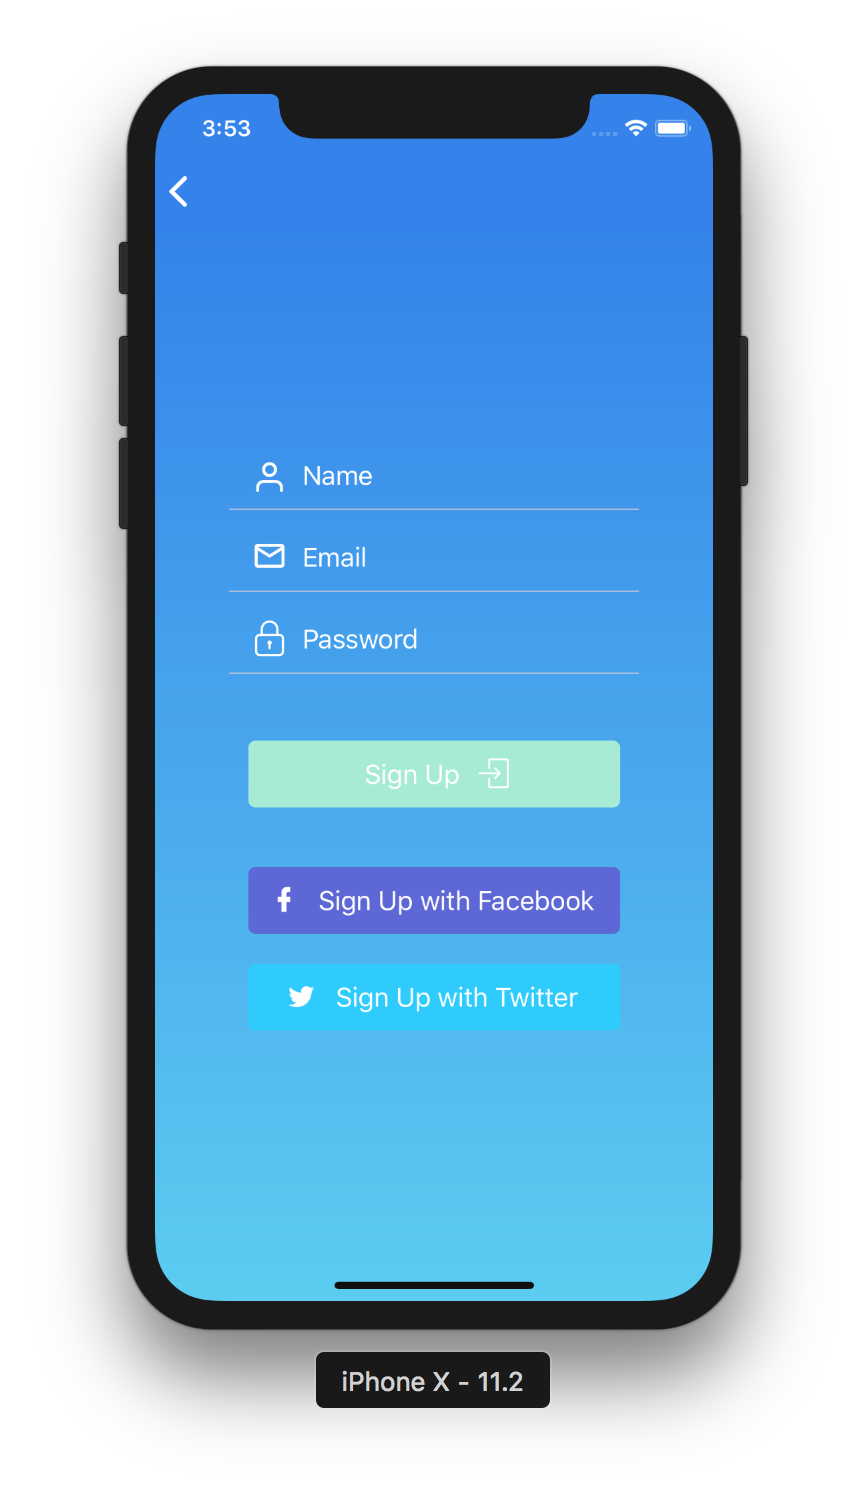 3:53
Name
Email
Password
Sign Up
Sign Up with Facebook
Sign Up with Twitter
iPhone X - 11.2